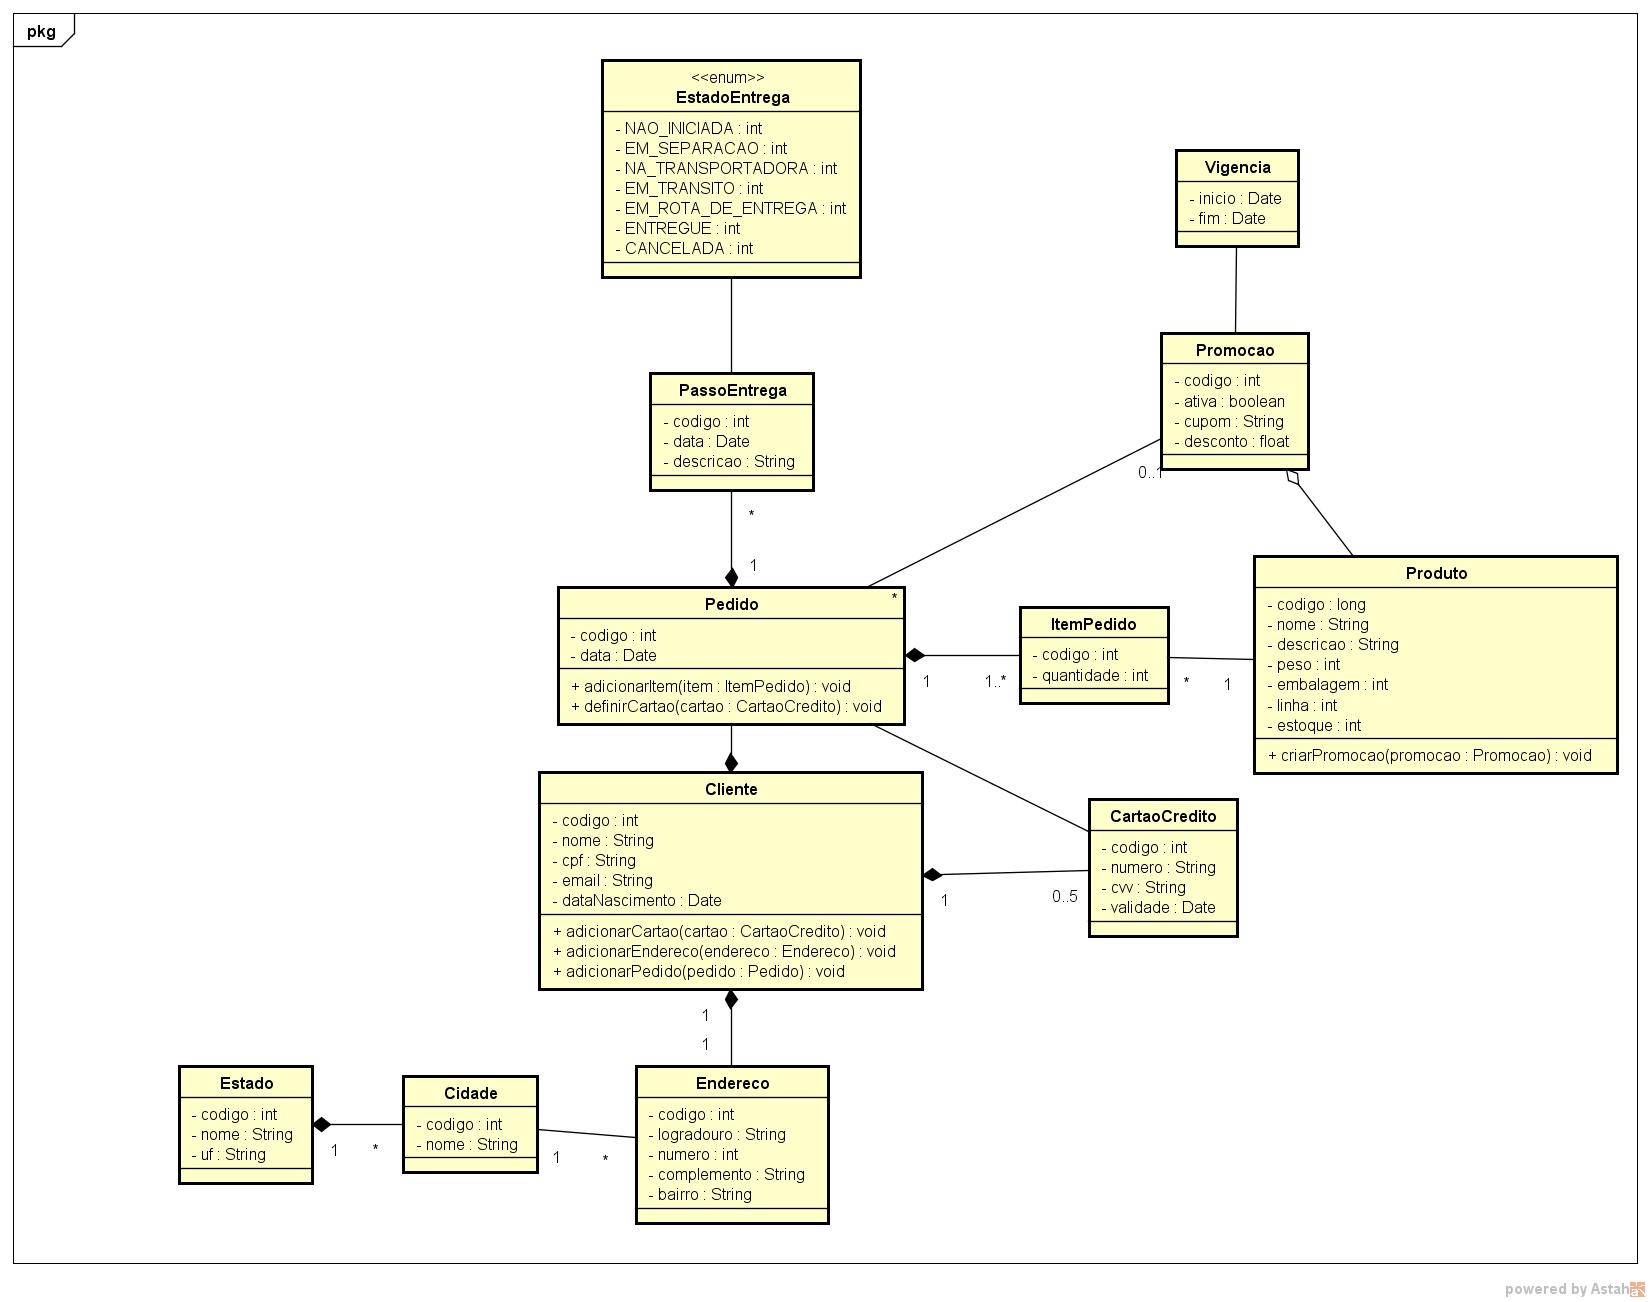 pkg
<<enum>>
EstadoEntrega
- NAO_INICIADA : int
- EM_SEPARACAO : int
- NA_TRANSPORTADORA : int
- EM_TRANSITO : int
- EM_ROTA_DE_ENTREGA : int
- ENTREGUE : int
- CANCELADA : int
Vigencia
- inicio : Date
- fim : Date
Promocao
- codigo : int
- ativa : boolean
- cupom : String
- desconto : float
0..1
PassoEntrega
- codigo : int
- data : Date
- descricao : String
*
1
Pedido
*
- codigo : int
- data : Date
+ adicionarItem(item : ItemPedido) : void
+ definirCartao(cartao : CartaoCredito) : void
1
1..*
ItemPedido
- codigo : int
- quantidade : int
*
1
Produto
- codigo : long
- nome : String
- descricao : String
- peso : int
- embalagem : int
- linha : int
- estoque : int
+ criarPromocao(promocao : Promocao) : void
Cliente
- codigo : int
- nome : String
- cpf : String
- email : String
- dataNascimento : Date
+ adicionarCartao(cartao : CartaoCredito) : void
+ adicionarEndereco(endereco : Endereco) : void
+ adicionarPedido(pedido : Pedido) : void
1
0..5
CartaoCredito
- codigo : int
- numero : String
- cvv : String
- validade : Date
1
1
Estado
- codigo : int
- nome : String
- uf : String
1
*
Cidade
- codigo : int
- nome : String
1
*
Endereco
- codigo : int
- logradouro : String
- numero : int
- complemento : String
- bairro : String
powered by Astah